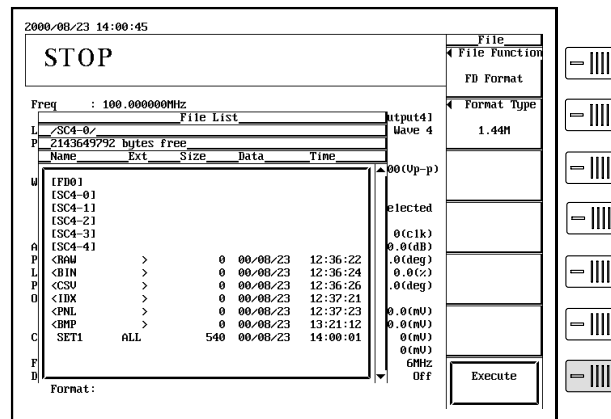 2000/08/23 14:00:45
STOP
File
File Function
FD Format
Freq : 100.000000MHz
Format Type
1.44M
File List
utput4]
Wave 4
L /SC4-0/
P 2143649792 bytes free
Name Ext Size Data Time
00(Vp-p)
W [FD0]
[SC4-0]
[SC4-1]
elected
[SC4-2]
[SC4-3] 0(clk)
A [SC4-4] 0.0(dB)
P <RAW > 0 00/08/23 12:36:22 .0(deg)
L <BIN > 0 00/08/23 12:36:24 0.0(%)
P <CSV > 0 00/08/23 12:36:26 .0(deg)
O <IDX > 0 00/08/23 12:37:21
<PNL > 0 00/08/23 12:37:23 0.0(mV)
<BMP > 0 00/08/23 13:21:12 0.0(mV)
C SET1 ALL 540 00/08/23 14:00:01 0(mV)
0(mV)
F 6MHz
D Off
Execute
Format: